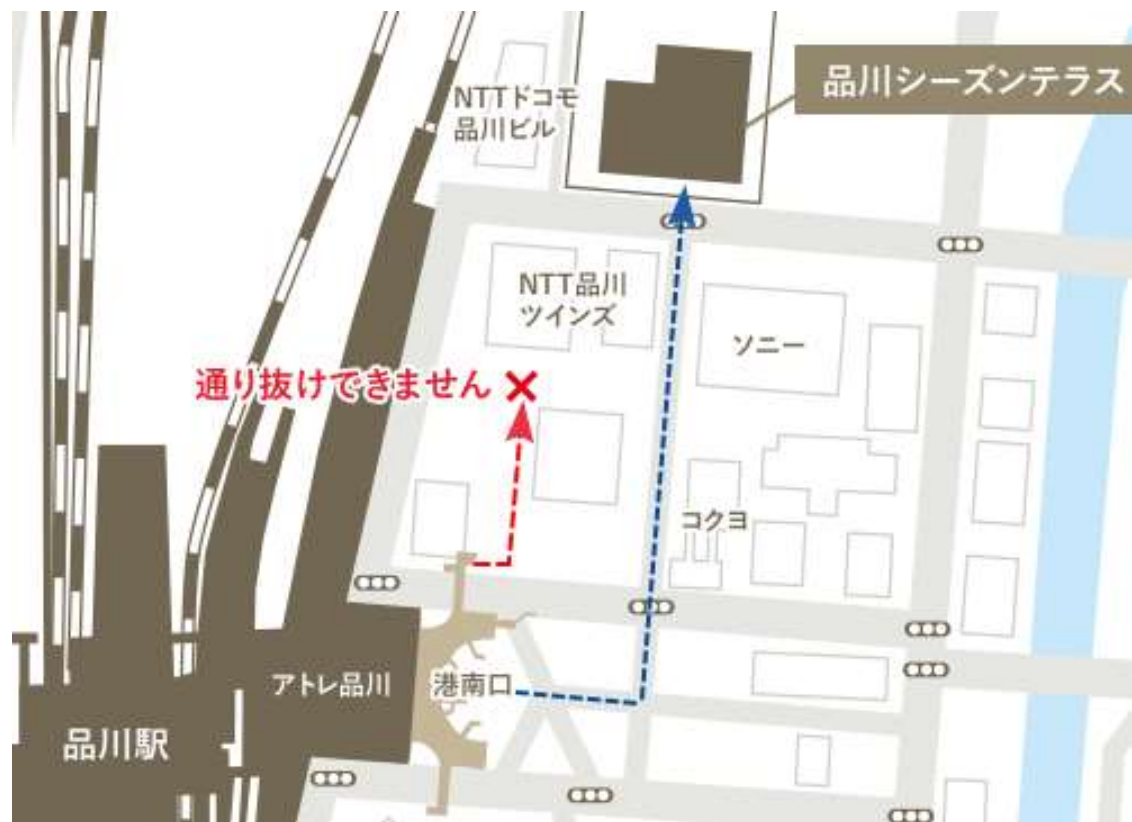 品川シーズンテラス
NTTドコモ
品川ビル
NTT品川
ツインズ
ソニー
通り抜けできません
コクヨ
アトレ品川
港南口
品川駅